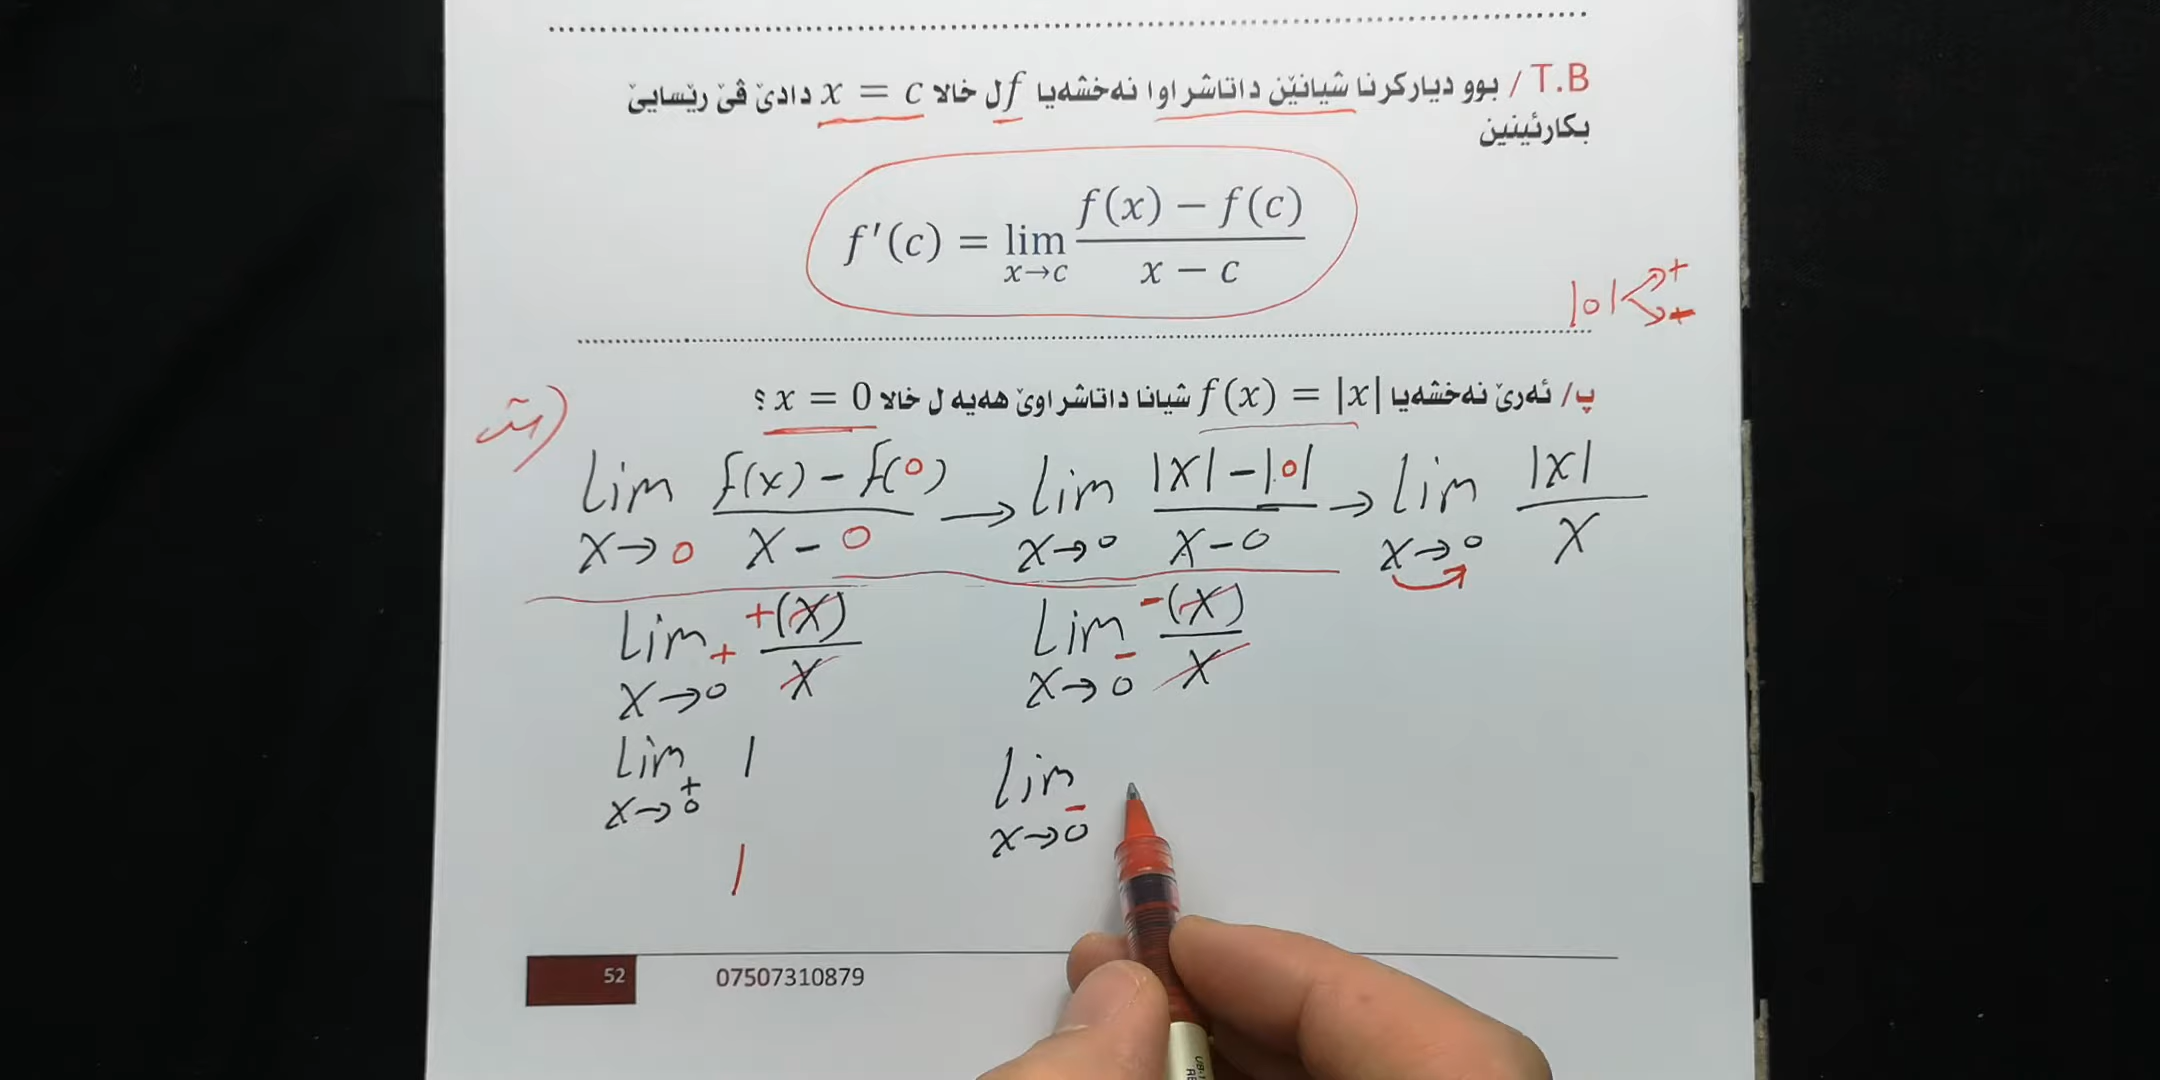 T.B / بوو دیارکرنا شیانێن داتاشراوا نەخشەیا f ل خالا x = c دادێ ڤێ رێسایێ
بکارئینین
f'(c) = lim x→c (f(x) − f(c)) / (x − c)
|0| + −
پ/ ئەرێ نەخشەیا f(x) = |x| شیانا داتاشراوێ هەیە ل خالا x = 0 ؟
lim x→0 (f(x) − f(0)) / (x − 0) → lim x→0 (|x| − |0|) / (x − 0) → lim x→0 |x| / x
lim x→0+ +(x) / x lim x→0− −(x) / x
lim x→0+ 1 lim x→0−
1
52 07507310879